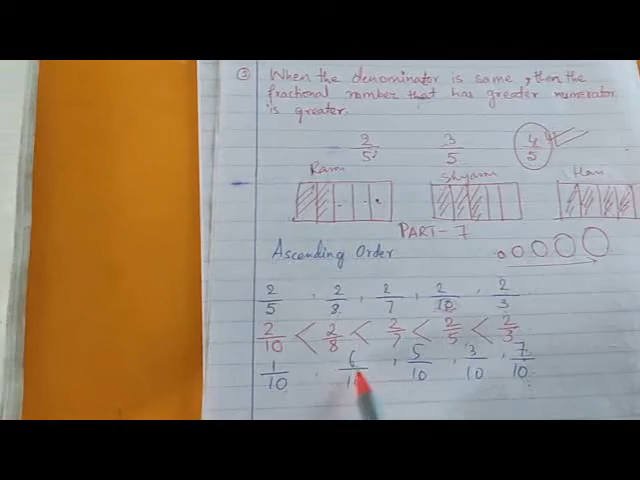 ③ When the denominator is same, then the
fractional number that has greater numerator
is greater.
2/5, 3/5 4/5
Ram Shyam Hari
PART-7
Ascending Order
2/5, 2/8, 2/7, 2/10, 2/3
2/10 < 2/8 < 2/7 < 2/5 < 2/3
1/10, 6/10, 5/10, 3/10, 7/10